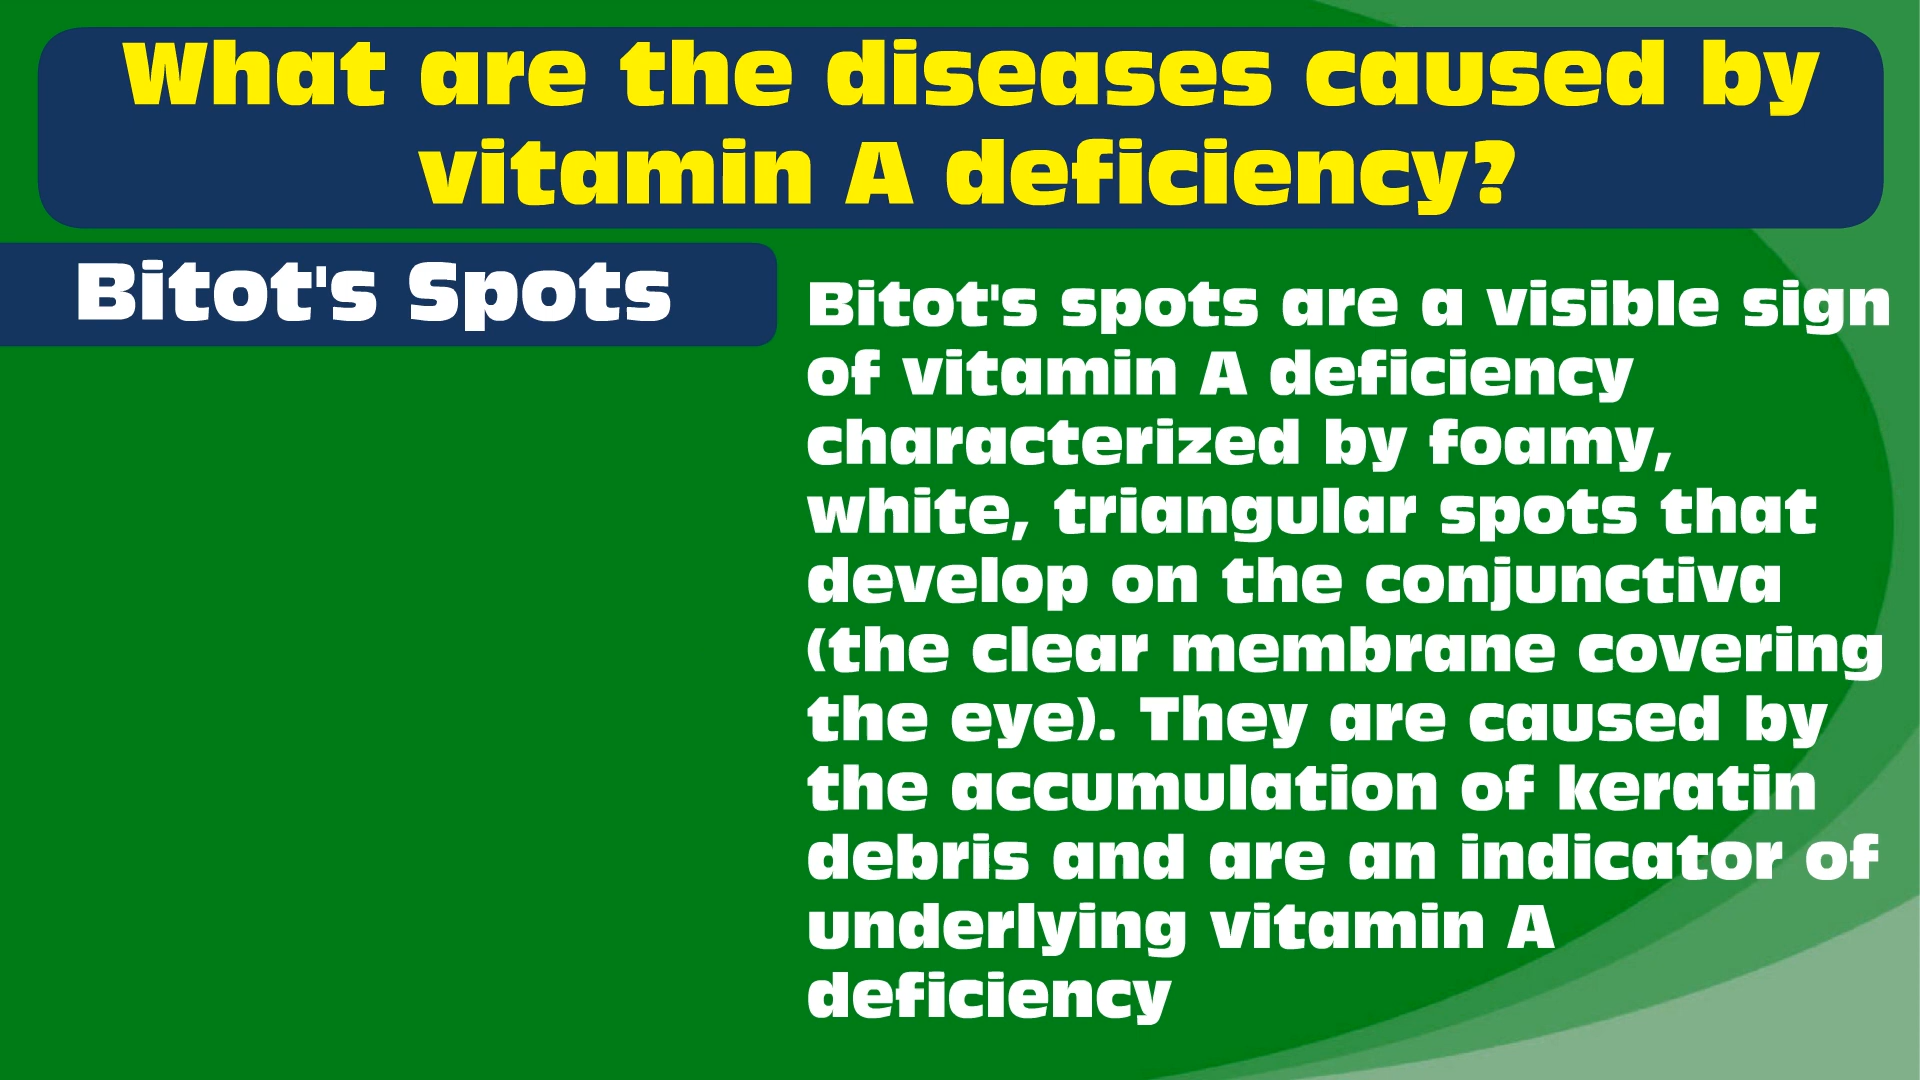 What are the diseases caused by
vitamin A deficiency?
Bitot's Spots
Bitot's spots are a visible sign
of vitamin A deficiency
characterized by foamy,
white, triangular spots that
develop on the conjunctiva
(the clear membrane covering
the eye). They are caused by
the accumulation of keratin
debris and are an indicator of
underlying vitamin A
deficiency